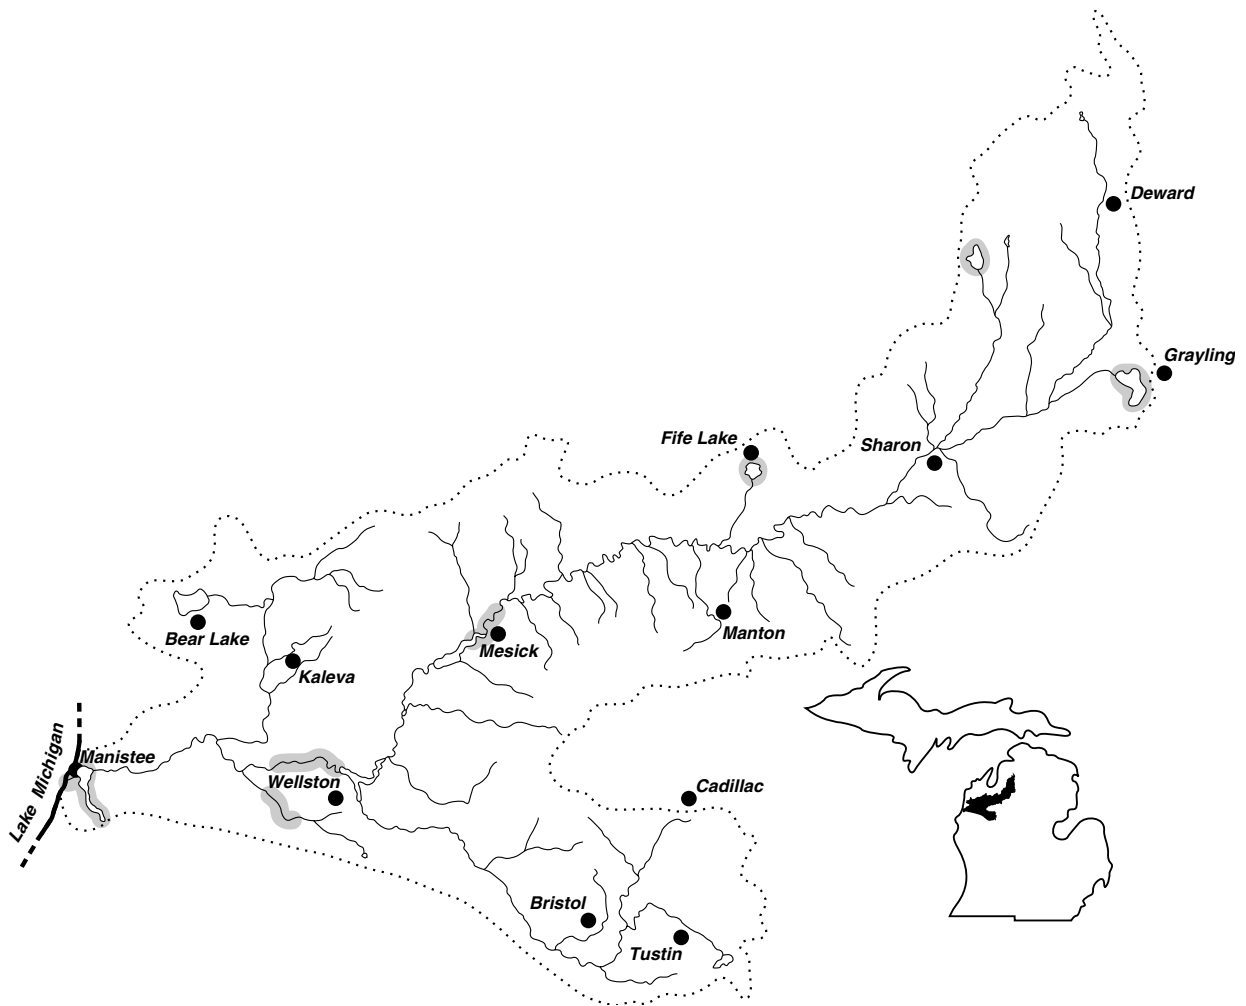 Deward
Grayling
Fife Lake
Sharon
Bear Lake
Mesick
Manton
Kaleva
Lake Michigan
Manistee
Wellston
Cadillac
Bristol
Tustin